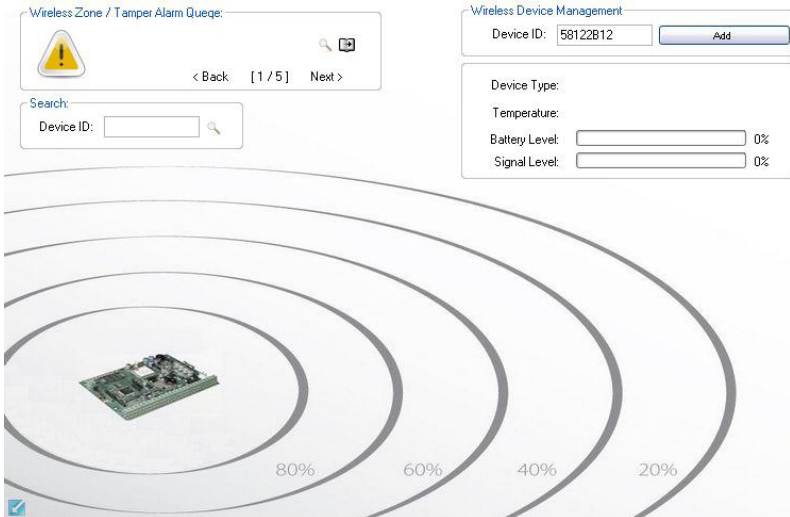 Wireless Zone / Tamper Alarm Queqe:
< Back [ 1 / 5 ] Next >
Search:
Device ID:
Wireless Device Management
Device ID: 58122B12 Add
Device Type:
Temperature:
Battery Level: 0%
Signal Level: 0%
80% 60% 40% 20%